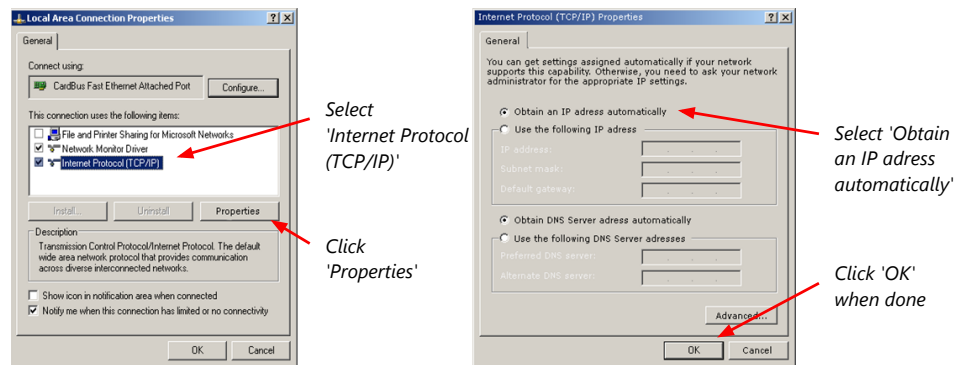 Local Area Connection Properties
General
Connect using:
CardBus Fast Ethernet Attached Port
Configure...
This connection uses the following items:
File and Printer Sharing for Microsoft Networks
Network Monitor Driver
Internet Protocol (TCP/IP)
Install...
Uninstall
Properties
Description
Transmission Control Protocol/Internet Protocol. The default
wide area network protocol that provides communication
across diverse interconnected networks.
Show icon in notification area when connected
Notify me when this connection has limited or no connectivity
OK
Cancel
Select
'Internet Protocol
(TCP/IP)'
Click
'Properties'
Internet Protocol (TCP/IP) Properties
General
You can get settings assigned automatically if your network
supports this capability. Otherwise, you need to ask your network
administrator for the appropriate IP settings.
Obtain an IP adress automatically
Use the following IP adress
IP address:
Subnet mask:
Default gateway:
Obtain DNS Server adress automatically
Use the following DNS Server adresses
Preferred DNS server:
Alternate DNS server:
Advanced...
OK
Cancel
Select 'Obtain
an IP adress
automatically'
Click 'OK'
when done